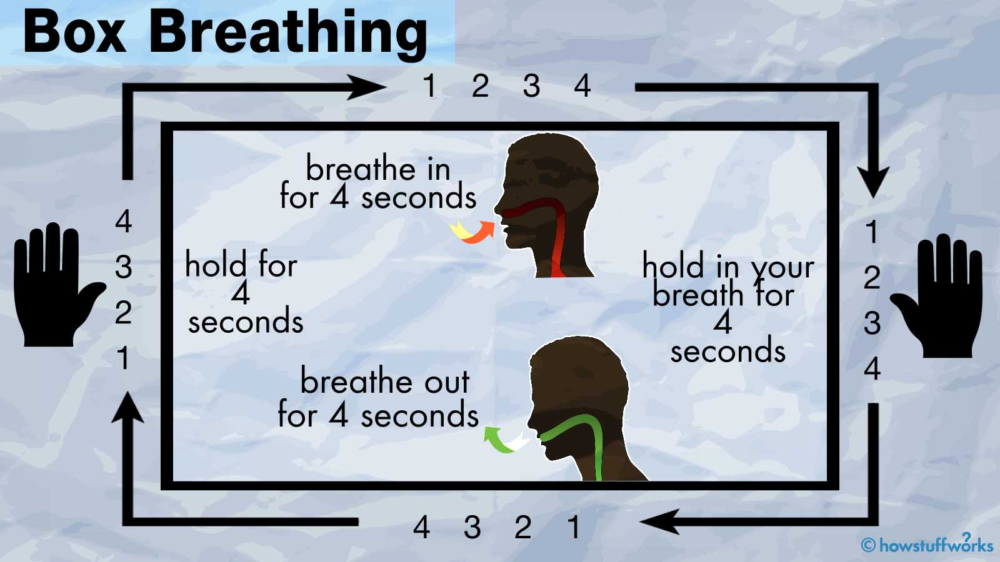 Box Breathing
1 2 3 4
breathe in
for 4 seconds
hold in your
breath for
4
seconds
1
2
3
4
breathe out
for 4 seconds
4 3 2 1
hold for
4
seconds
4
3
2
1
© howstuffworks
?